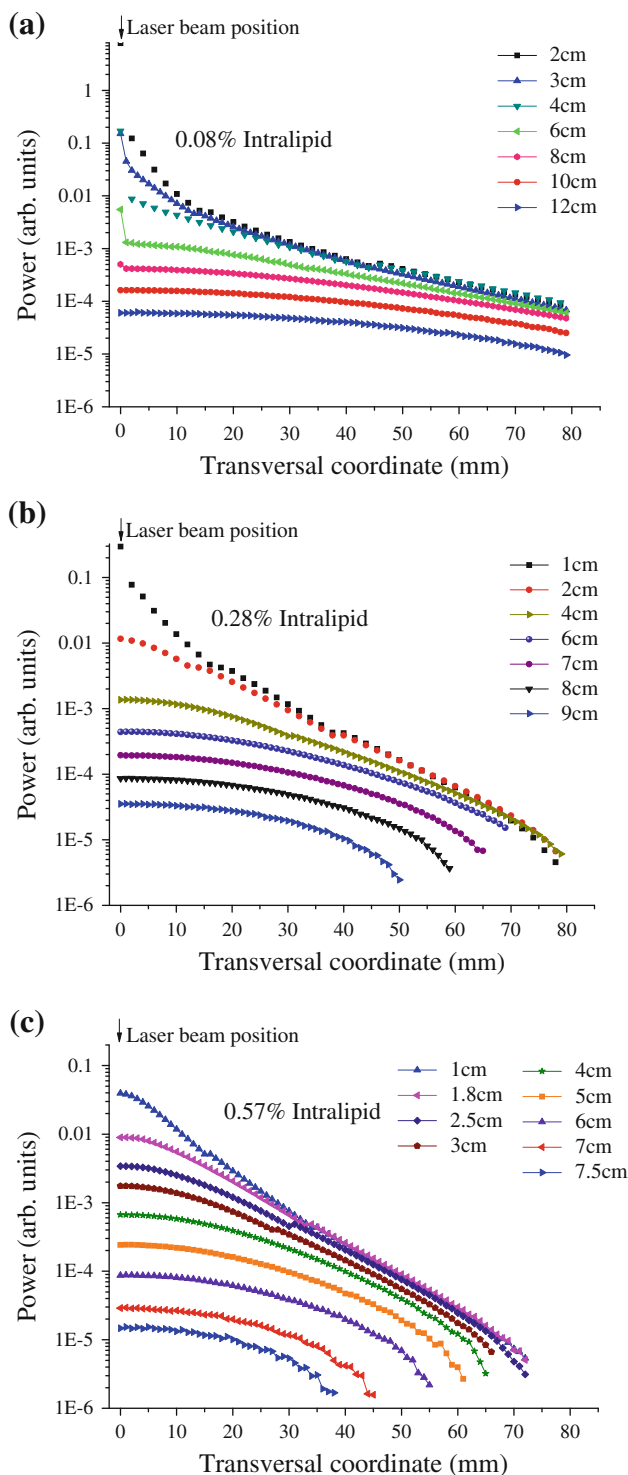 (a)
Laser beam position
0.08% Intralipid
2cm
3cm
4cm
6cm
8cm
10cm
12cm
1
0.1
0.01
1E-3
1E-4
1E-5
1E-6
Power (arb. units)
0 10 20 30 40 50 60 70 80
Transversal coordinate (mm)
(b)
Laser beam position
0.28% Intralipid
1cm
2cm
4cm
6cm
7cm
8cm
9cm
0.1
0.01
1E-3
1E-4
1E-5
1E-6
Power (arb. units)
0 10 20 30 40 50 60 70 80
Transversal coordinate (mm)
(c)
Laser beam position
0.57% Intralipid
1cm
1.8cm
2.5cm
3cm
4cm
5cm
6cm
7cm
7.5cm
0.1
0.01
1E-3
1E-4
1E-5
1E-6
Power (arb. units)
0 10 20 30 40 50 60 70 80
Transversal coordinate (mm)